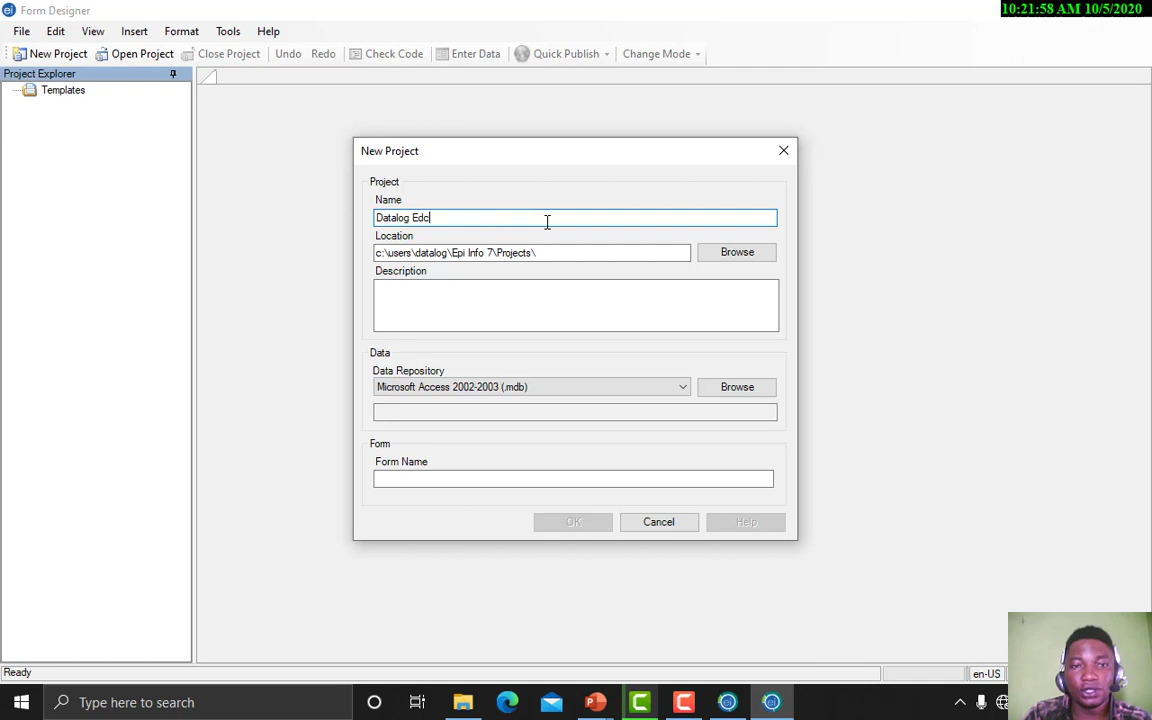 Form Designer
10:21:58 AM 10/5/2020
File Edit View Insert Format Tools Help
New Project Open Project Close Project Undo Redo Check Code Enter Data Quick Publish Change Mode
Project Explorer
Templates
New Project
Project
Name
Datalog Edc
Location
c:\users\datalog\Epi Info 7\Projects\ Browse
Description
Data
Data Repository
Microsoft Access 2002-2003 (.mdb) Browse
Form
Form Name
OK Cancel Help
Ready en-US
Type here to search